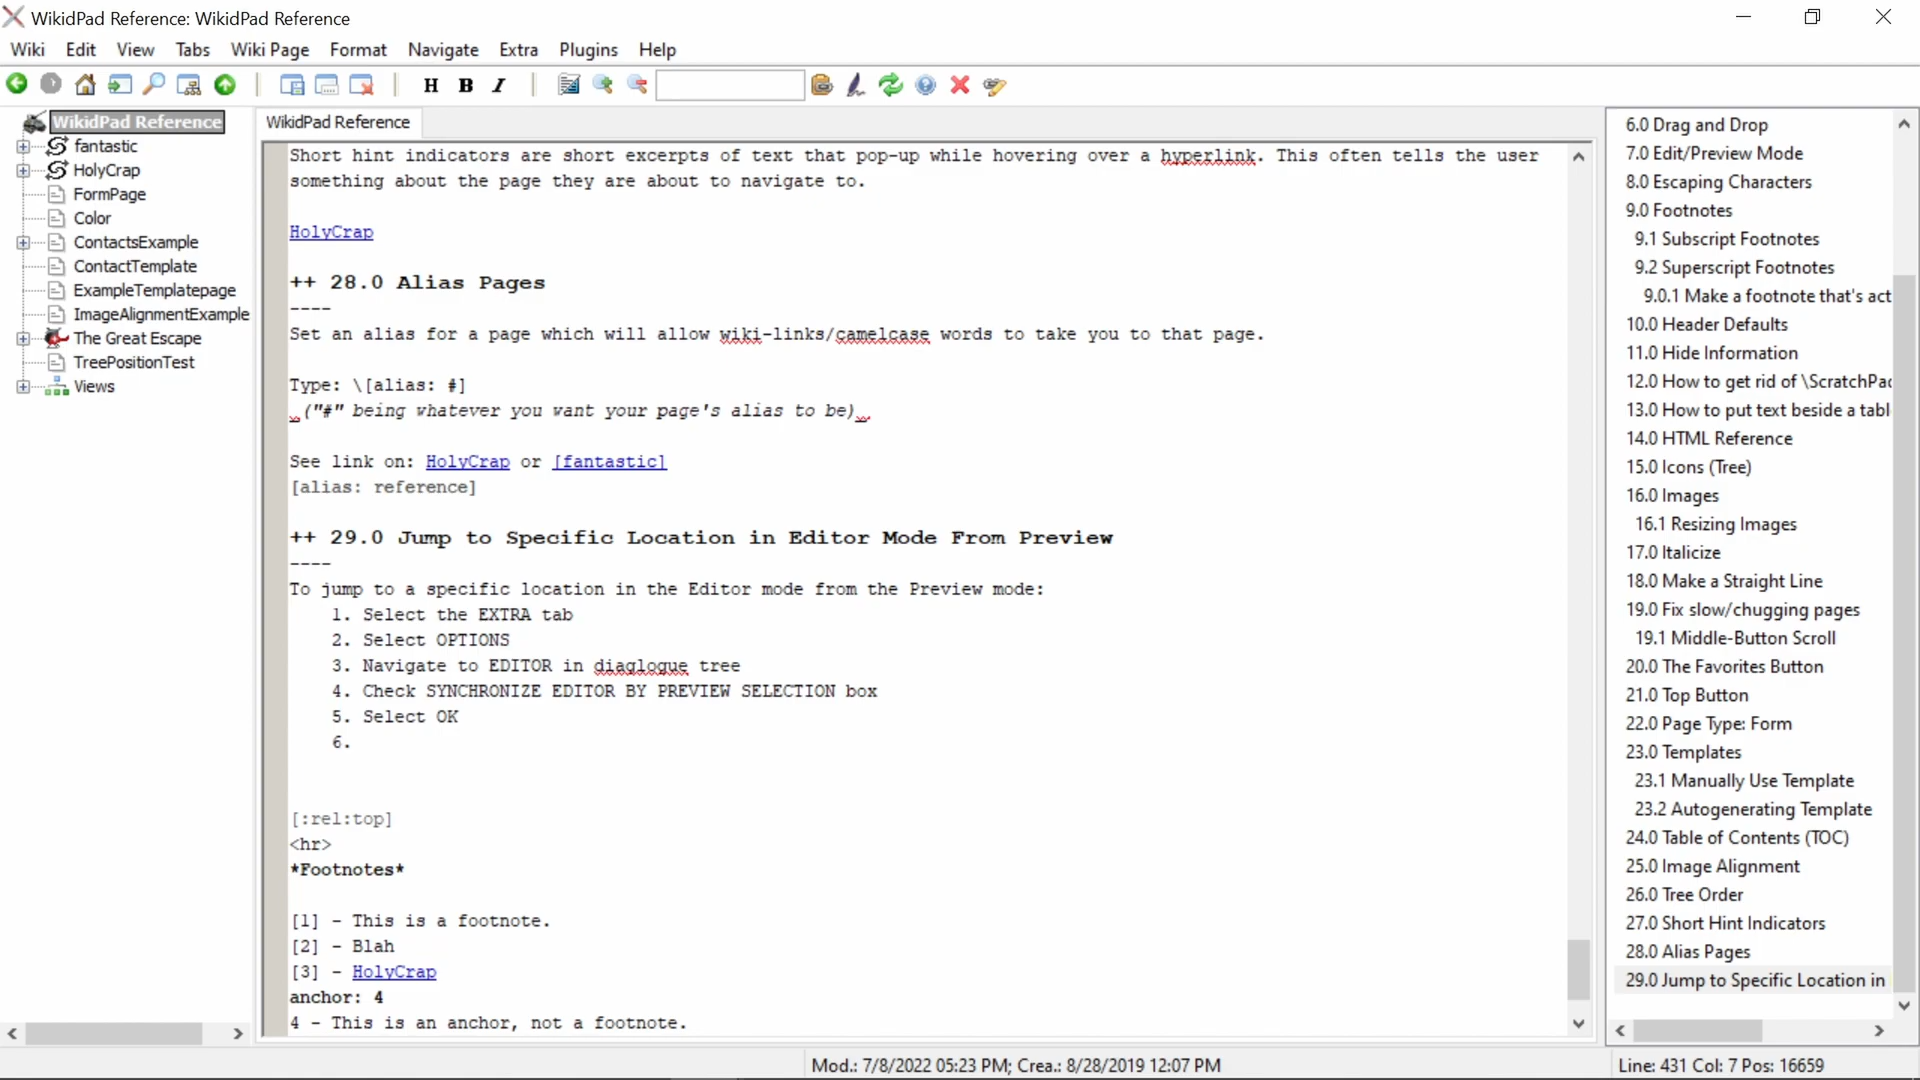 WikidPad Reference: WikidPad Reference
Wiki Edit View Tabs Wiki Page Format Navigate Extra Plugins Help
H B I
WikidPad Reference
fantastic
HolyCrap
FormPage
Color
ContactsExample
ContactTemplate
ExampleTemplatepage
ImageAlignmentExample
The Great Escape
TreePositionTest
Views
WikidPad Reference
Short hint indicators are short excerpts of text that pop-up while hovering over a hyperlink. This often tells the user
something about the page they are about to navigate to.
HolyCrap
++ 28.0 Alias Pages
----
Set an alias for a page which will allow wiki-links/camelcase words to take you to that page.
Type: \[alias: #]
_("#" being whatever you want your page's alias to be)_
See link on: HolyCrap or [fantastic]
[alias: reference]
++ 29.0 Jump to Specific Location in Editor Mode From Preview
----
To jump to a specific location in the Editor mode from the Preview mode:
1. Select the EXTRA tab
2. Select OPTIONS
3. Navigate to EDITOR in diaglogue tree
4. Check SYNCHRONIZE EDITOR BY PREVIEW SELECTION box
5. Select OK
6.
[:rel:top]
<hr>
*Footnotes*
[1] - This is a footnote.
[2] - Blah
[3] - HolyCrap
anchor: 4
4 - This is an anchor, not a footnote.
6.0 Drag and Drop
7.0 Edit/Preview Mode
8.0 Escaping Characters
9.0 Footnotes
9.1 Subscript Footnotes
9.2 Superscript Footnotes
9.0.1 Make a footnote that's act
10.0 Header Defaults
11.0 Hide Information
12.0 How to get rid of \ScratchPac
13.0 How to put text beside a tabl
14.0 HTML Reference
15.0 Icons (Tree)
16.0 Images
16.1 Resizing Images
17.0 Italicize
18.0 Make a Straight Line
19.0 Fix slow/chugging pages
19.1 Middle-Button Scroll
20.0 The Favorites Button
21.0 Top Button
22.0 Page Type: Form
23.0 Templates
23.1 Manually Use Template
23.2 Autogenerating Template
24.0 Table of Contents (TOC)
25.0 Image Alignment
26.0 Tree Order
27.0 Short Hint Indicators
28.0 Alias Pages
29.0 Jump to Specific Location in
Mod.: 7/8/2022 05:23 PM; Crea.: 8/28/2019 12:07 PM
Line: 431 Col: 7 Pos: 16659